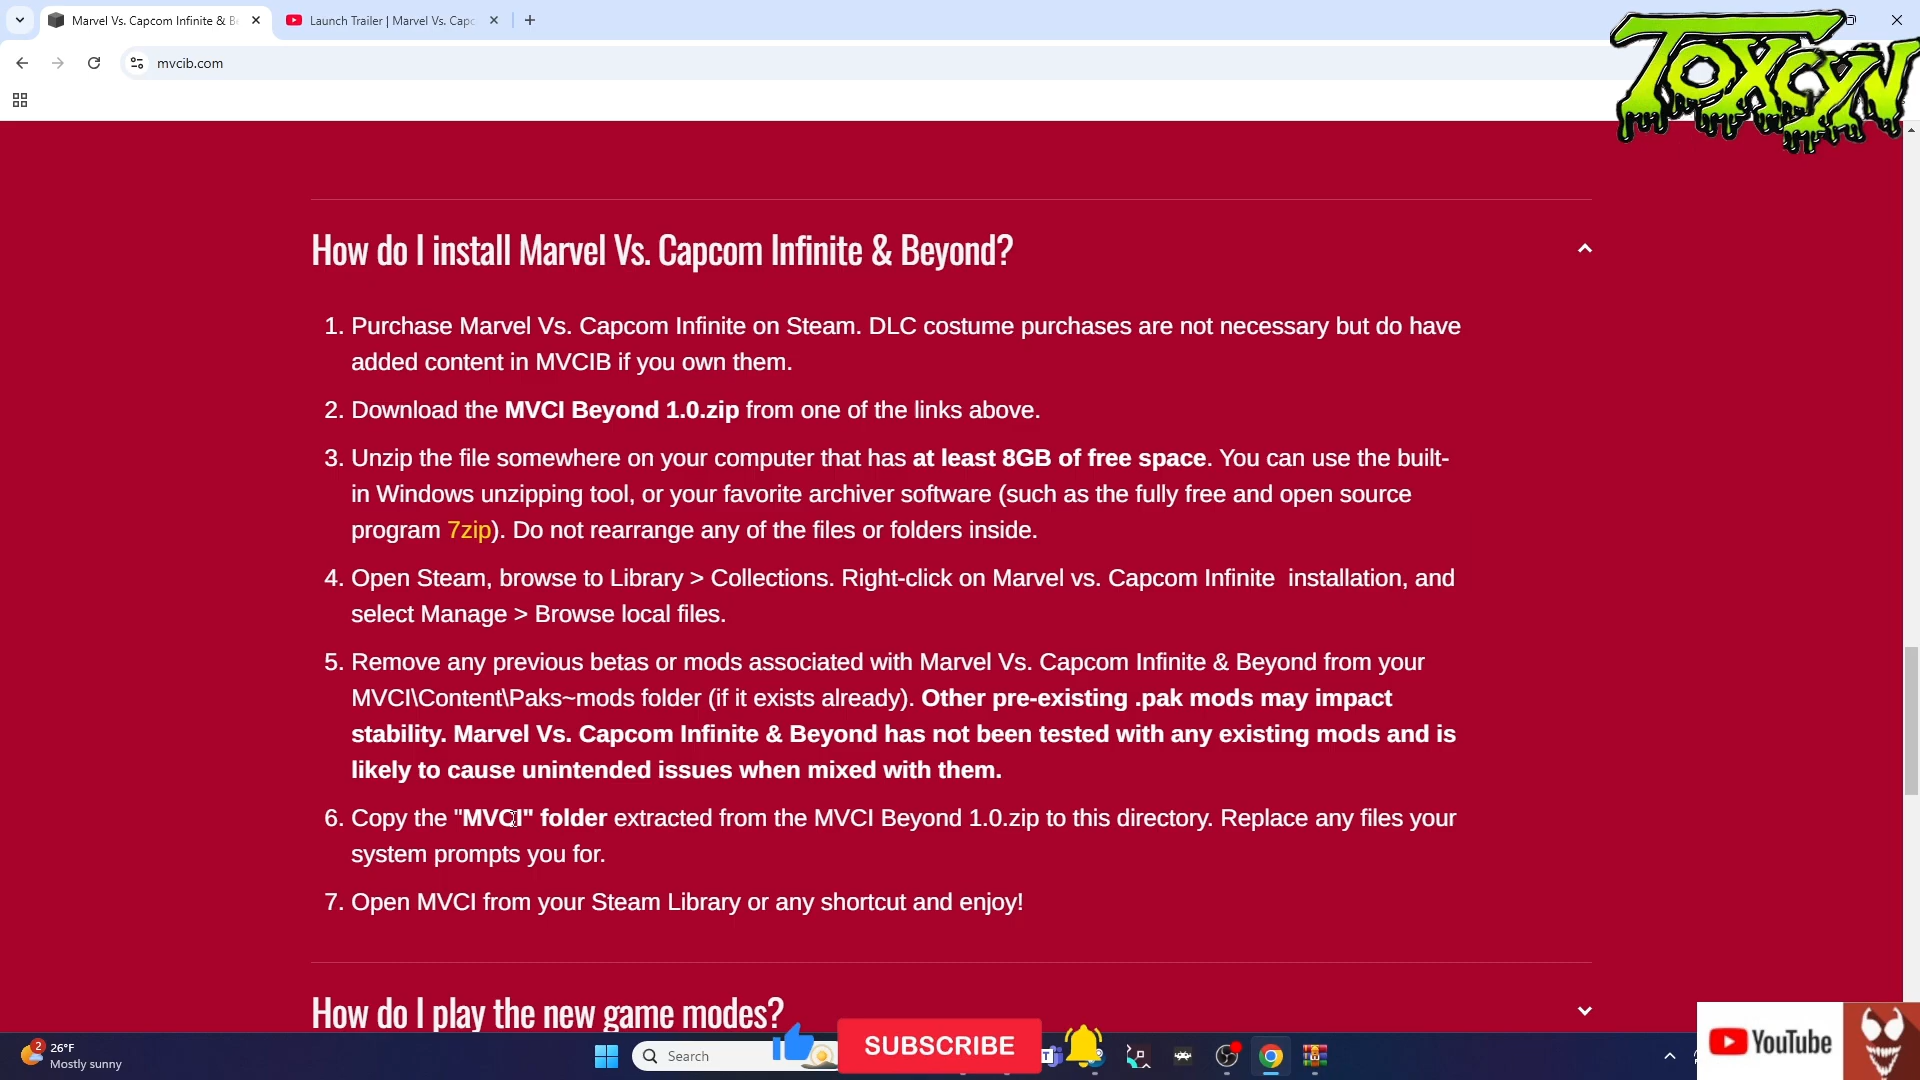 Marvel Vs. Capcom Infinite & B
Launch Trailer | Marvel Vs. Capc
mvcib.com
TOXCYN
How do I install Marvel Vs. Capcom Infinite & Beyond?
1. Purchase Marvel Vs. Capcom Infinite on Steam. DLC costume purchases are not necessary but do have
added content in MVCIB if you own them.
2. Download the MVCI Beyond 1.0.zip from one of the links above.
3. Unzip the file somewhere on your computer that has at least 8GB of free space. You can use the built-
in Windows unzipping tool, or your favorite archiver software (such as the fully free and open source
program 7zip). Do not rearrange any of the files or folders inside.
4. Open Steam, browse to Library > Collections. Right-click on Marvel vs. Capcom Infinite  installation, and
select Manage > Browse local files.
5. Remove any previous betas or mods associated with Marvel Vs. Capcom Infinite & Beyond from your
MVCI\Content\Paks~mods folder (if it exists already). Other pre-existing .pak mods may impact
stability. Marvel Vs. Capcom Infinite & Beyond has not been tested with any existing mods and is
likely to cause unintended issues when mixed with them.
6. Copy the "MVCI" folder extracted from the MVCI Beyond 1.0.zip to this directory. Replace any files your
system prompts you for.
7. Open MVCI from your Steam Library or any shortcut and enjoy!
How do I play the new game modes?
2
26°F
Mostly sunny
Search
SUBSCRIBE
YouTube